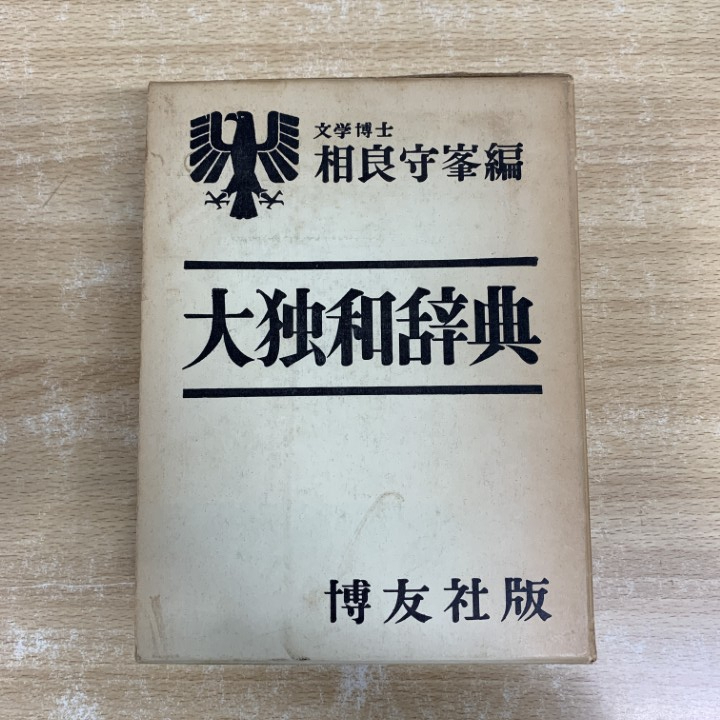 文学博士
相良守峯編
大独和辞典
博友社版